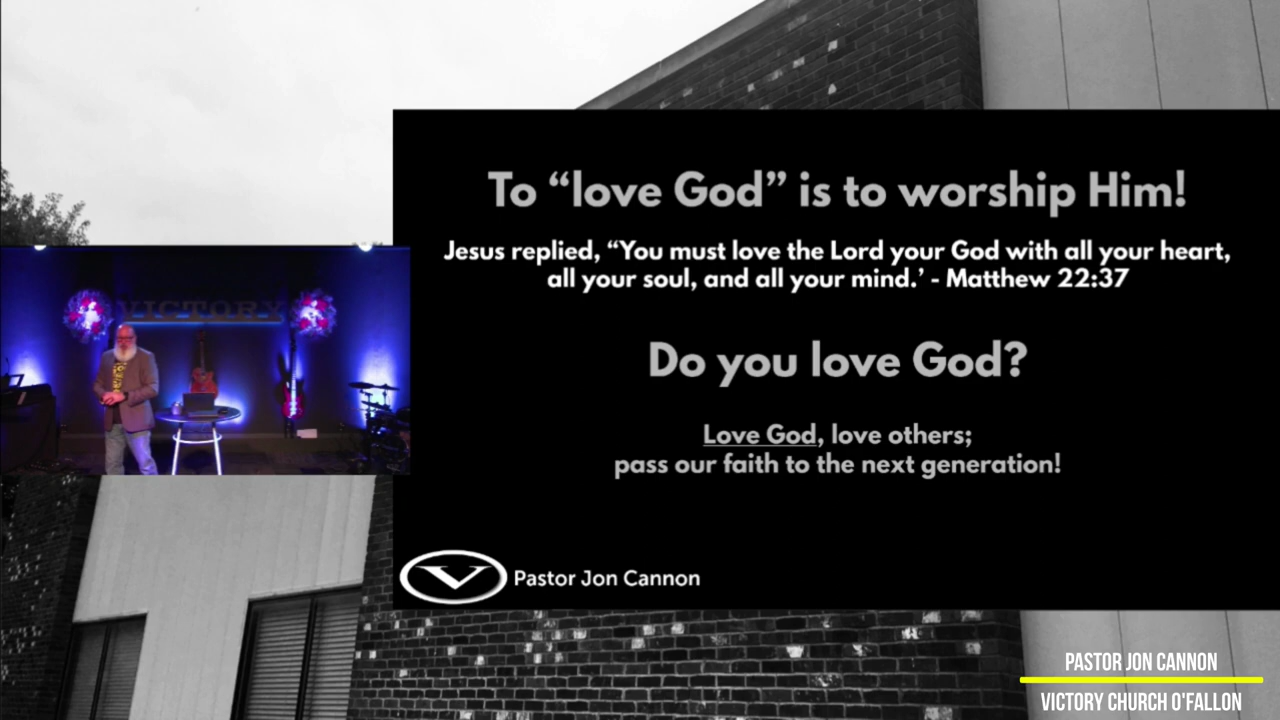 To “love God” is to worship Him!
Jesus replied, “You must love the Lord your God with all your heart,
all your soul, and all your mind.’ - Matthew 22:37
Do you love God?
Love God, love others;
pass our faith to the next generation!
VICTORY
V Pastor Jon Cannon
PASTOR JON CANNON
VICTORY CHURCH O'FALLON